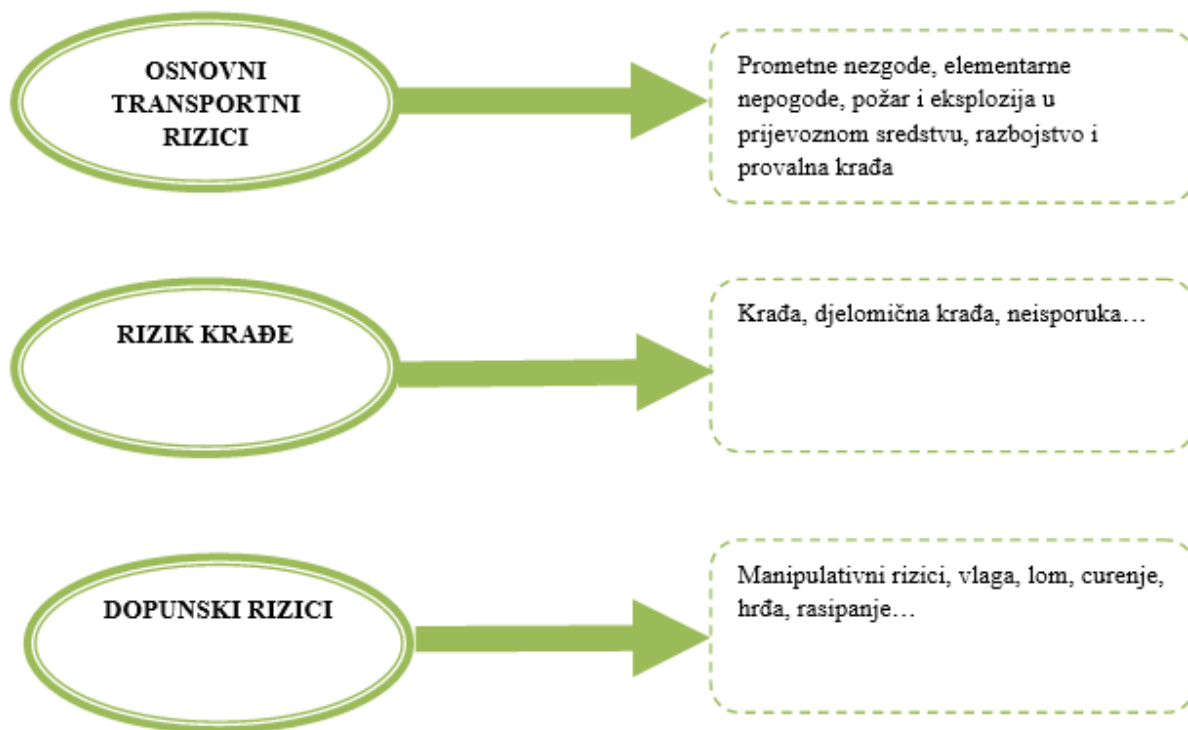 OSNOVNI
TRANSPORTNI
RIZICI
Prometne nezgode, elementarne
nepogode, požar i eksplozija u
prijevoznom sredstvu, razbojstvo i
provalna krađa
RIZIK KRAĐE
Krađa, djelomična krađa, neisporuka…
DOPUNSKI RIZICI
Manipulativni rizici, vlaga, lom, curenje,
hrđa, rasipanje…